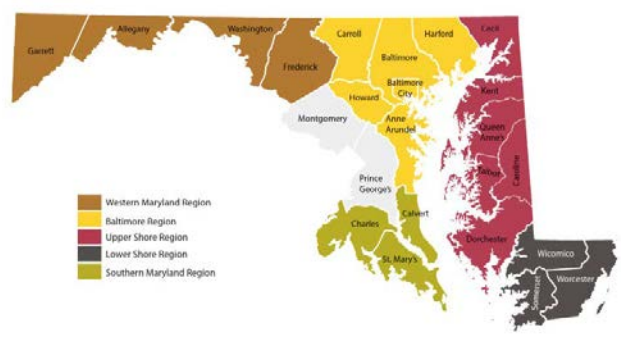 Garrett
Allegany
Washington
Frederick
Carroll
Baltimore
Harford
Cecil
Baltimore
City
Howard
Anne
Arundel
Montgomery
Prince
George's
Kent
Queen
Anne's
Talbot
Caroline
Charles
Calvert
St. Mary's
Dorchester
Wicomico
Somerset
Worcester
Western Maryland Region
Baltimore Region
Upper Shore Region
Lower Shore Region
Southern Maryland Region